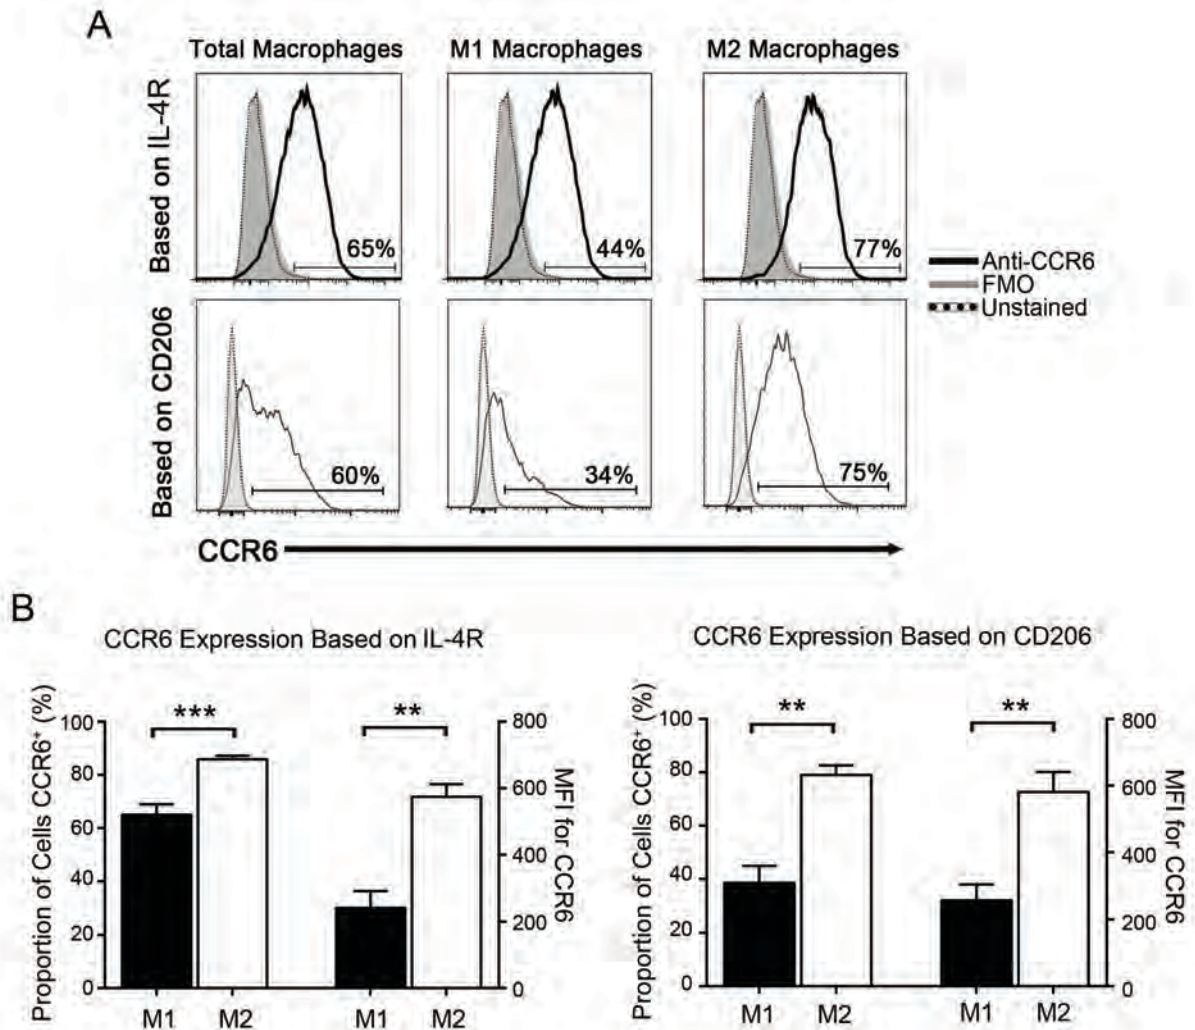 A
Total Macrophages
M1 Macrophages
M2 Macrophages
Based on IL-4R
65%
44%
77%
Anti-CCR6
FMO
Unstained
Based on CD206
60%
34%
75%
CCR6
B
CCR6 Expression Based on IL-4R
Proportion of Cells CCR6⁺ (%)
100
80
60
40
20
0
***
**
800
600
400
200
0
MFI for CCR6
M1 M2 M1 M2
CCR6 Expression Based on CD206
Proportion of Cells CCR6⁺ (%)
100
80
60
40
20
0
**
**
800
600
400
200
0
MFI for CCR6
M1 M2 M1 M2